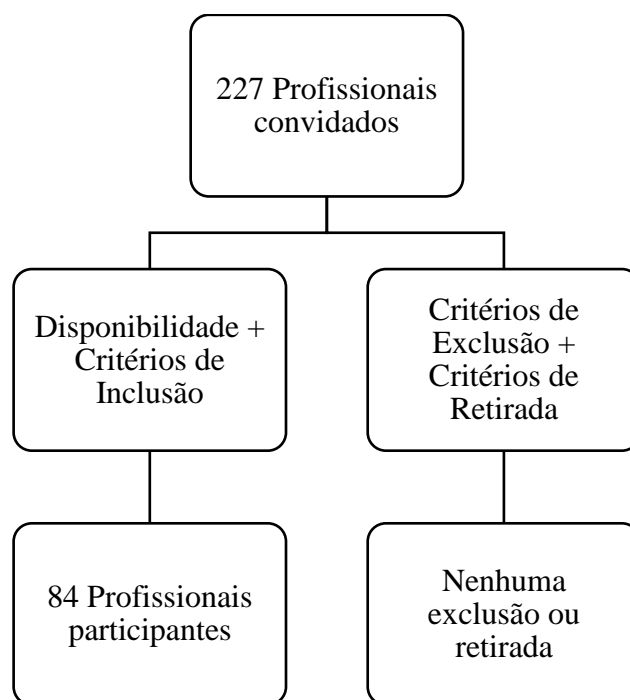 227 Profissionais
convidados
Disponibilidade +
Critérios de
Inclusão
Critérios de
Exclusão +
Critérios de
Retirada
84 Profissionais
participantes
Nenhuma
exclusão ou
retirada